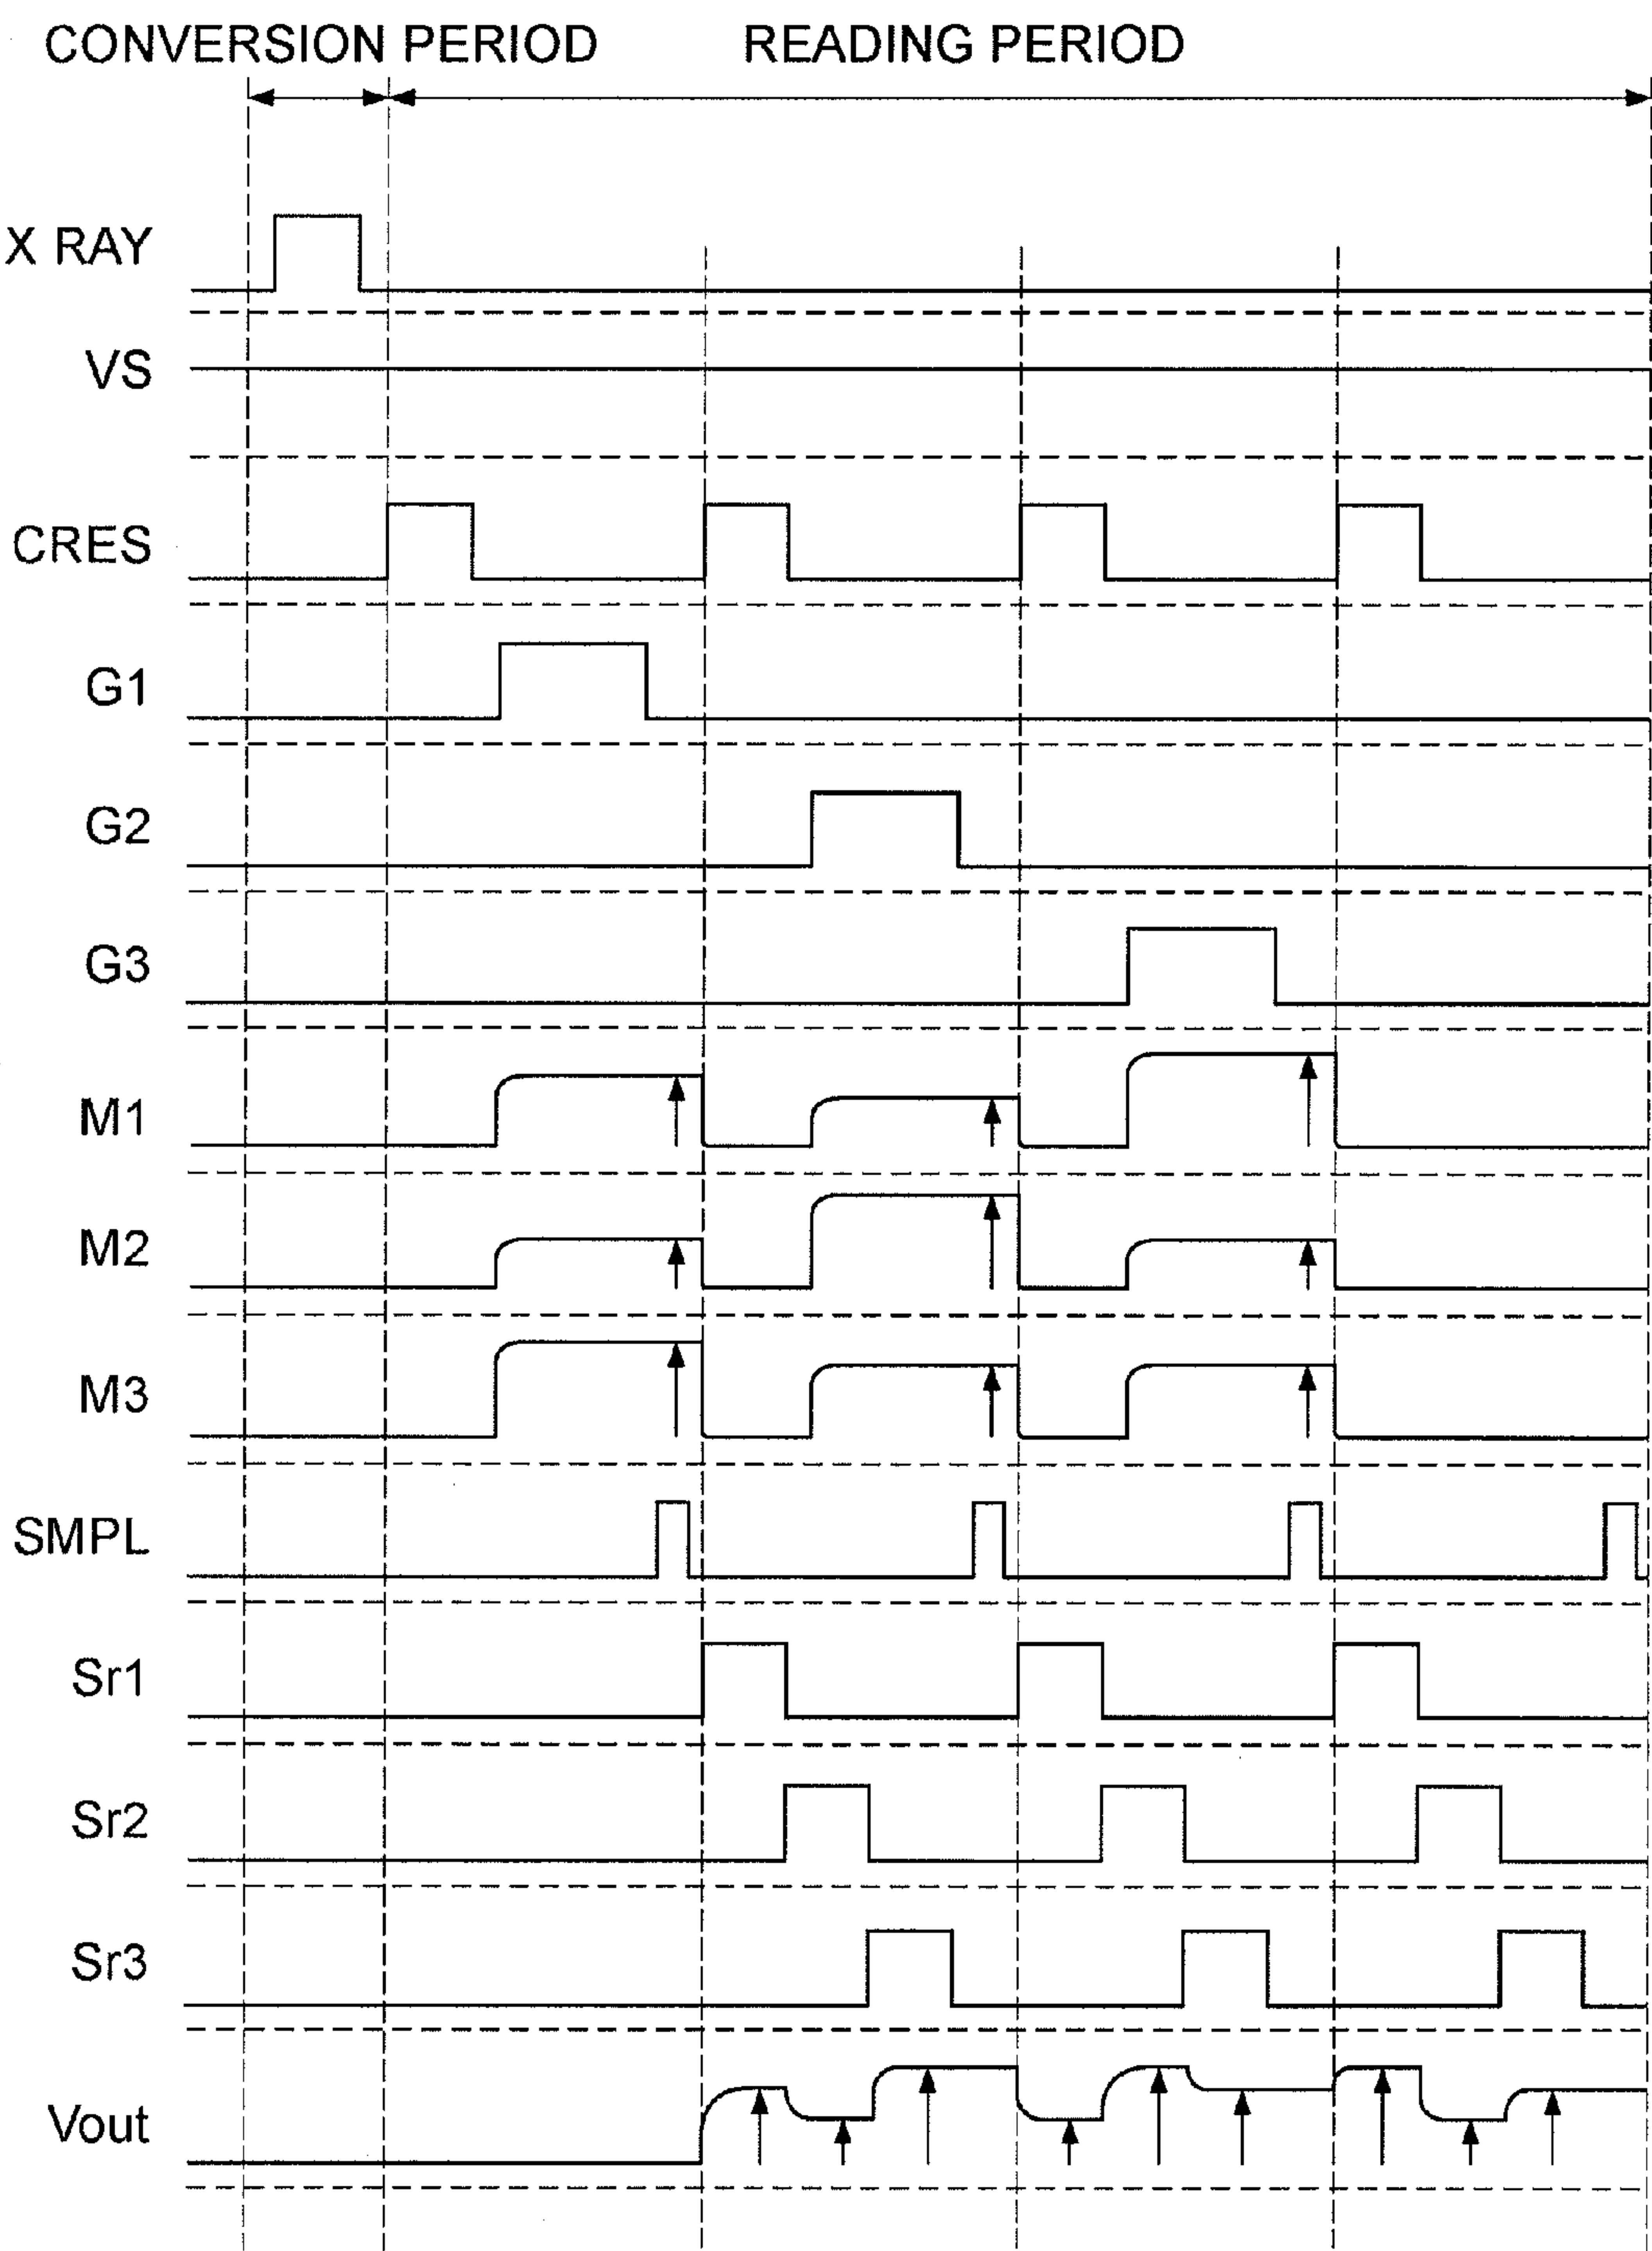 CONVERSION PERIOD READING PERIOD
X RAY
VS
CRES
G1
G2
G3
M1
M2
M3
SMPL
Sr1
Sr2
Sr3
Vout